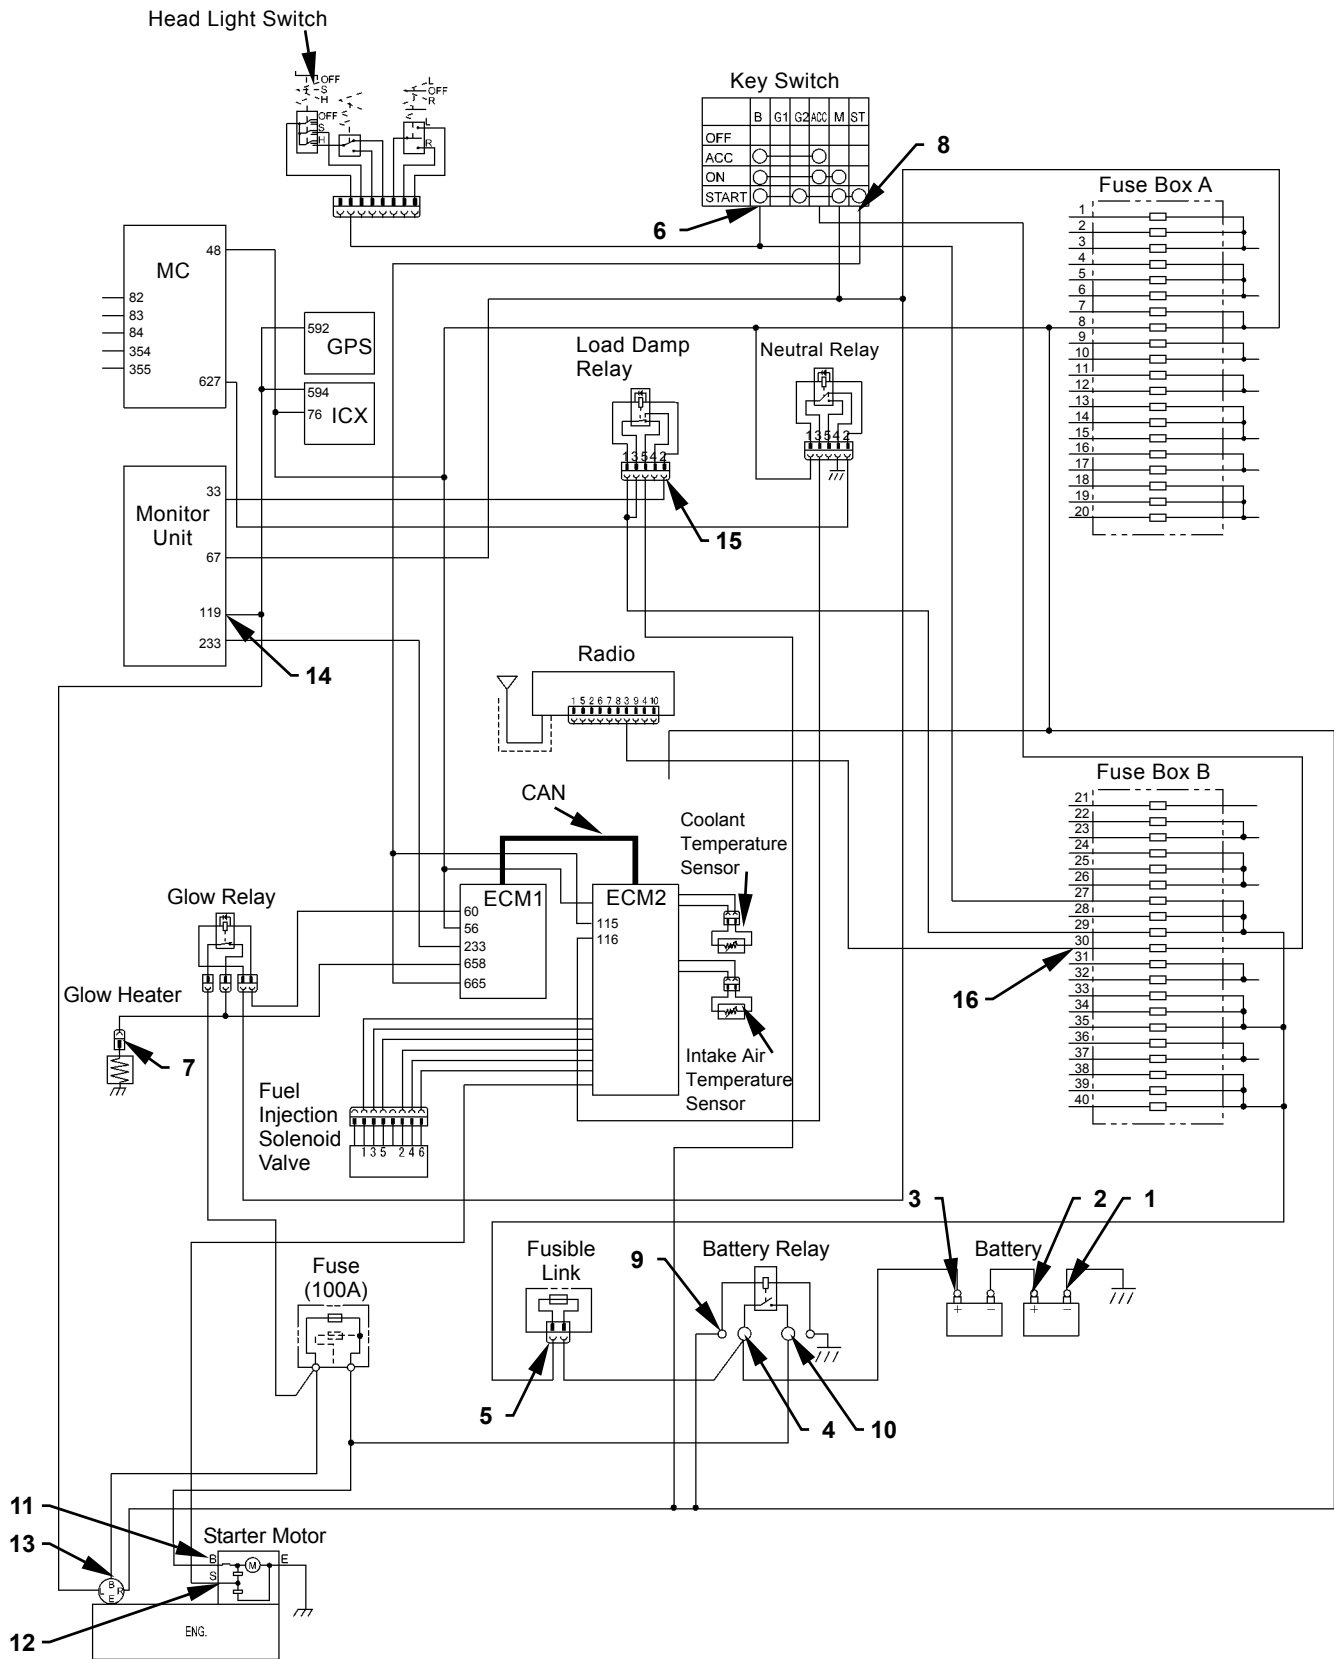 Head Light Switch
OFF
S
H
L
OFF
R
OFF
S
H
L
R
Key Switch
B G1 G2 ACC M ST
OFF
ACC
ON
START
8
6
Fuse Box A
1
2
3
4
5
6
7
8
9
10
11
12
13
14
15
16
17
18
19
20
MC
48
82
83
84
354
355
627
592
GPS
594
76 ICX
Load Damp
Relay
1 3 5 4 2
Neutral Relay
1 3 5 4 2
15
Monitor
Unit
33
67
119
233
14
Radio
1 5 2 6 7 8 3 9 4 10
CAN
Coolant
Temperature
Sensor
Fuse Box B
21
22
23
24
25
26
27
28
29
30
31
32
33
34
35
36
37
38
39
40
16
Glow Relay
ECM1
60
56
233
658
665
ECM2
115
116
Glow Heater
7
Intake Air
Temperature
Sensor
Fuel
Injection
Solenoid
Valve
1 3 5 2 4 6
3
2
1
Fuse
(100A)
Fusible
Link
Battery Relay
9
Battery
+ − + −
5
4
10
11
13
Starter Motor
B
S
M
E
B
L R
E
12
ENG.